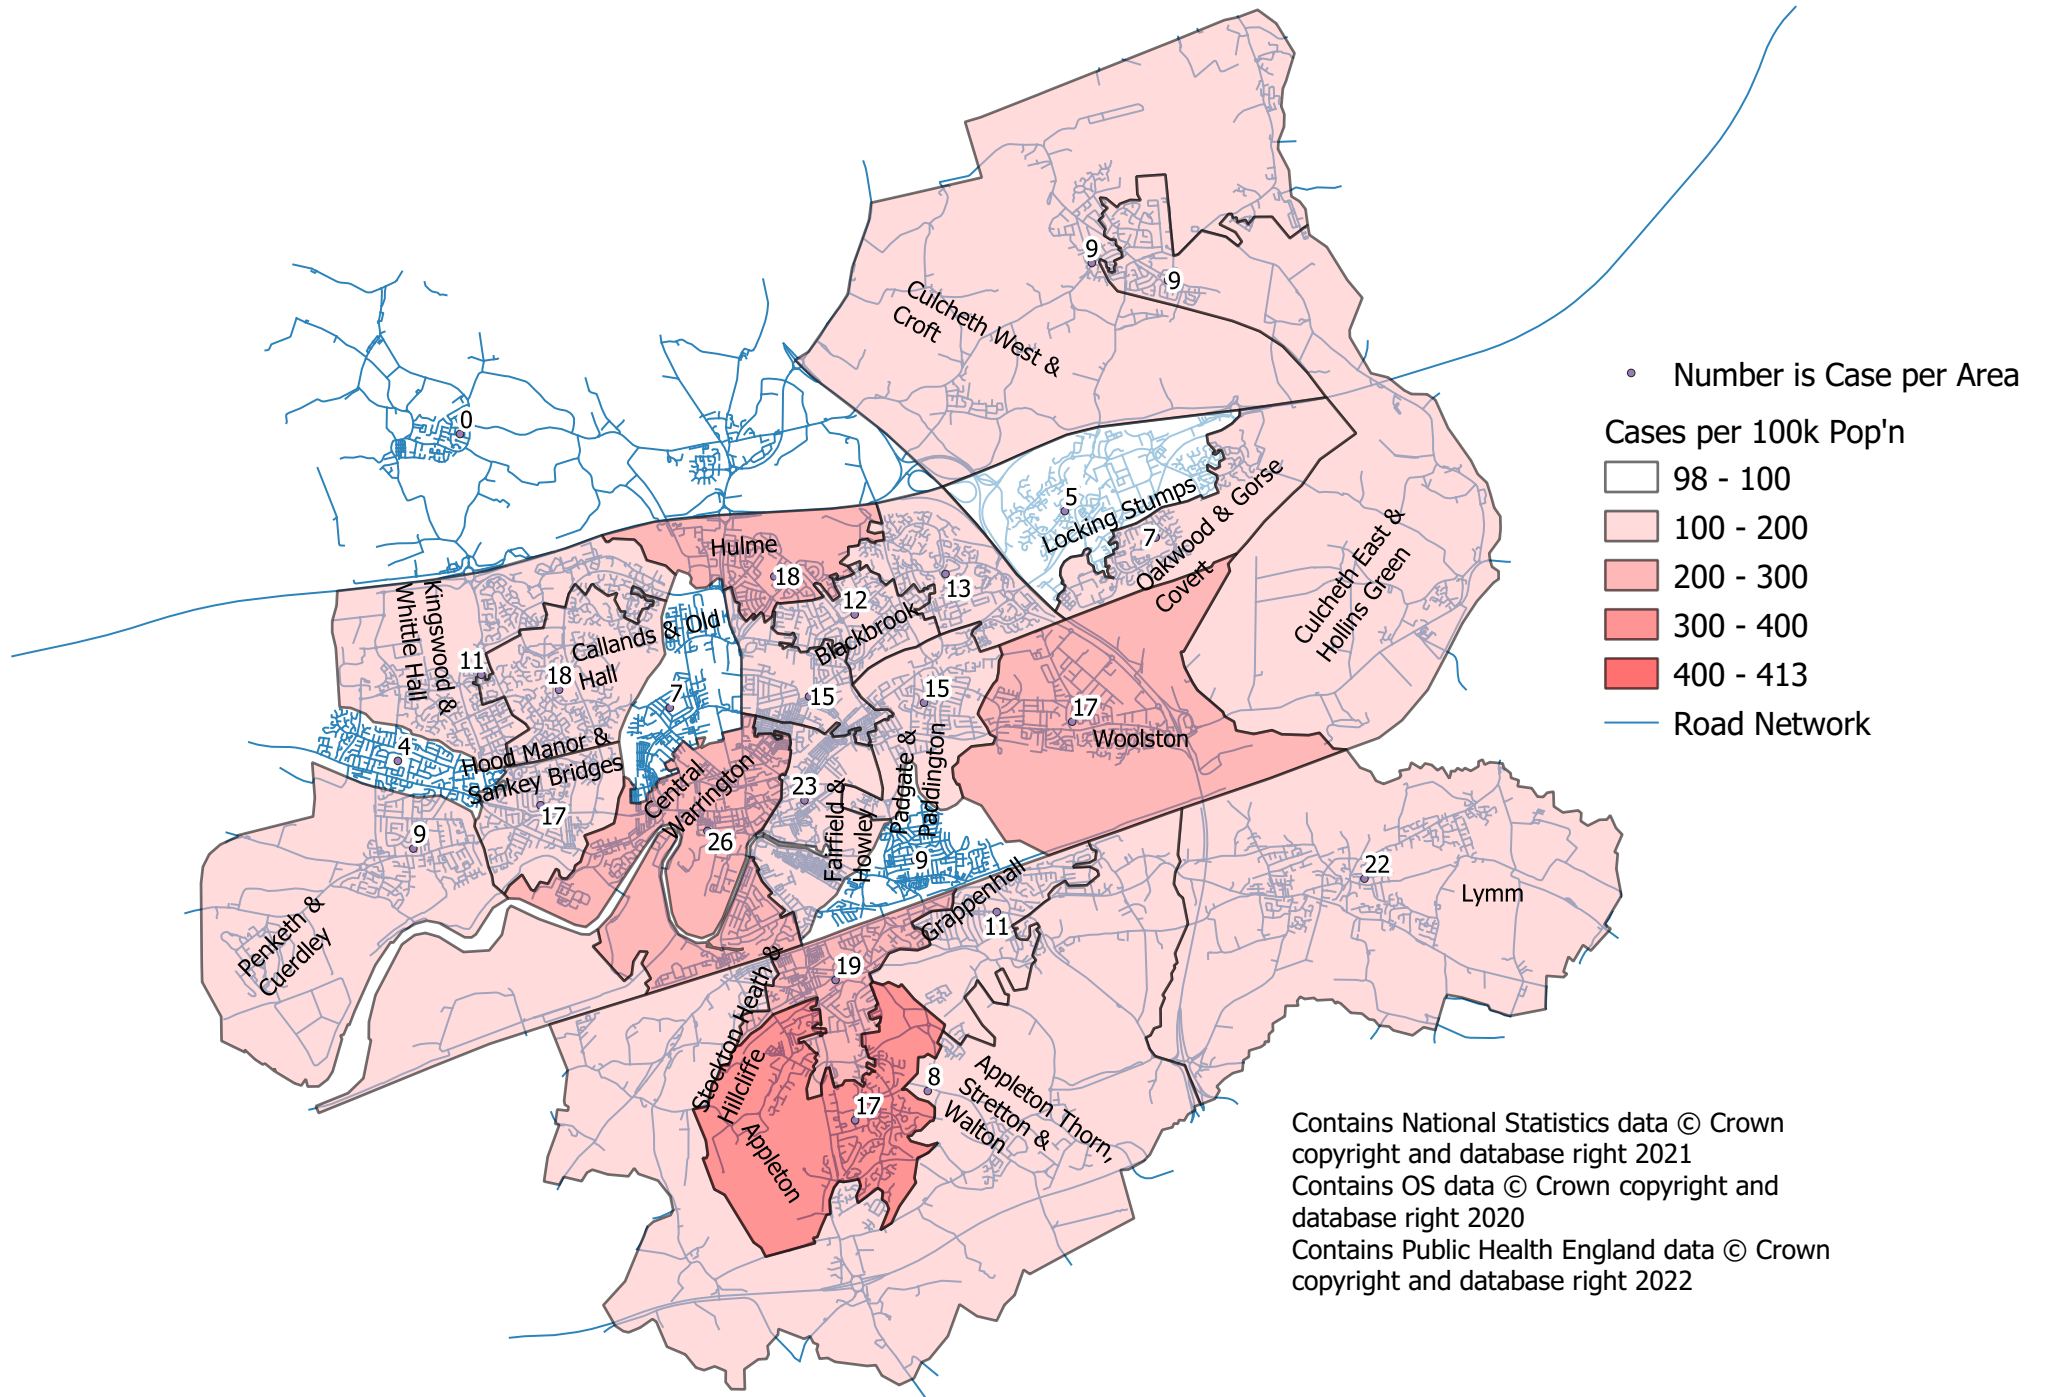 9
9
Culcheth West &
Croft
0
5
Locking Stumps
7
Oakwood & Gorse
Covert
Culcheth East &
Hollins Green
Hulme
18
13
12
Blackbrook
Kingswood &
Whittle Hall
11
Callands & Old
Hall
18
7
15
15
17
Woolston
4
Hood Manor &
Sankey Bridges
17
Central
Warrington
26
23
Fairfield &
Howley
Padgate &
Paddington
9
9
Penketh &
Cuerdley
Grappenhall
11
22
Lymm
19
Stockton Heath &
Hillcliffe
8
17
Appleton
Appleton Thorn,
Stretton &
Walton
Number is Case per Area
Cases per 100k Pop'n
98 - 100
100 - 200
200 - 300
300 - 400
400 - 413
Road Network
Contains National Statistics data © Crown
copyright and database right 2021
Contains OS data © Crown copyright and
database right 2020
Contains Public Health England data © Crown
copyright and database right 2022